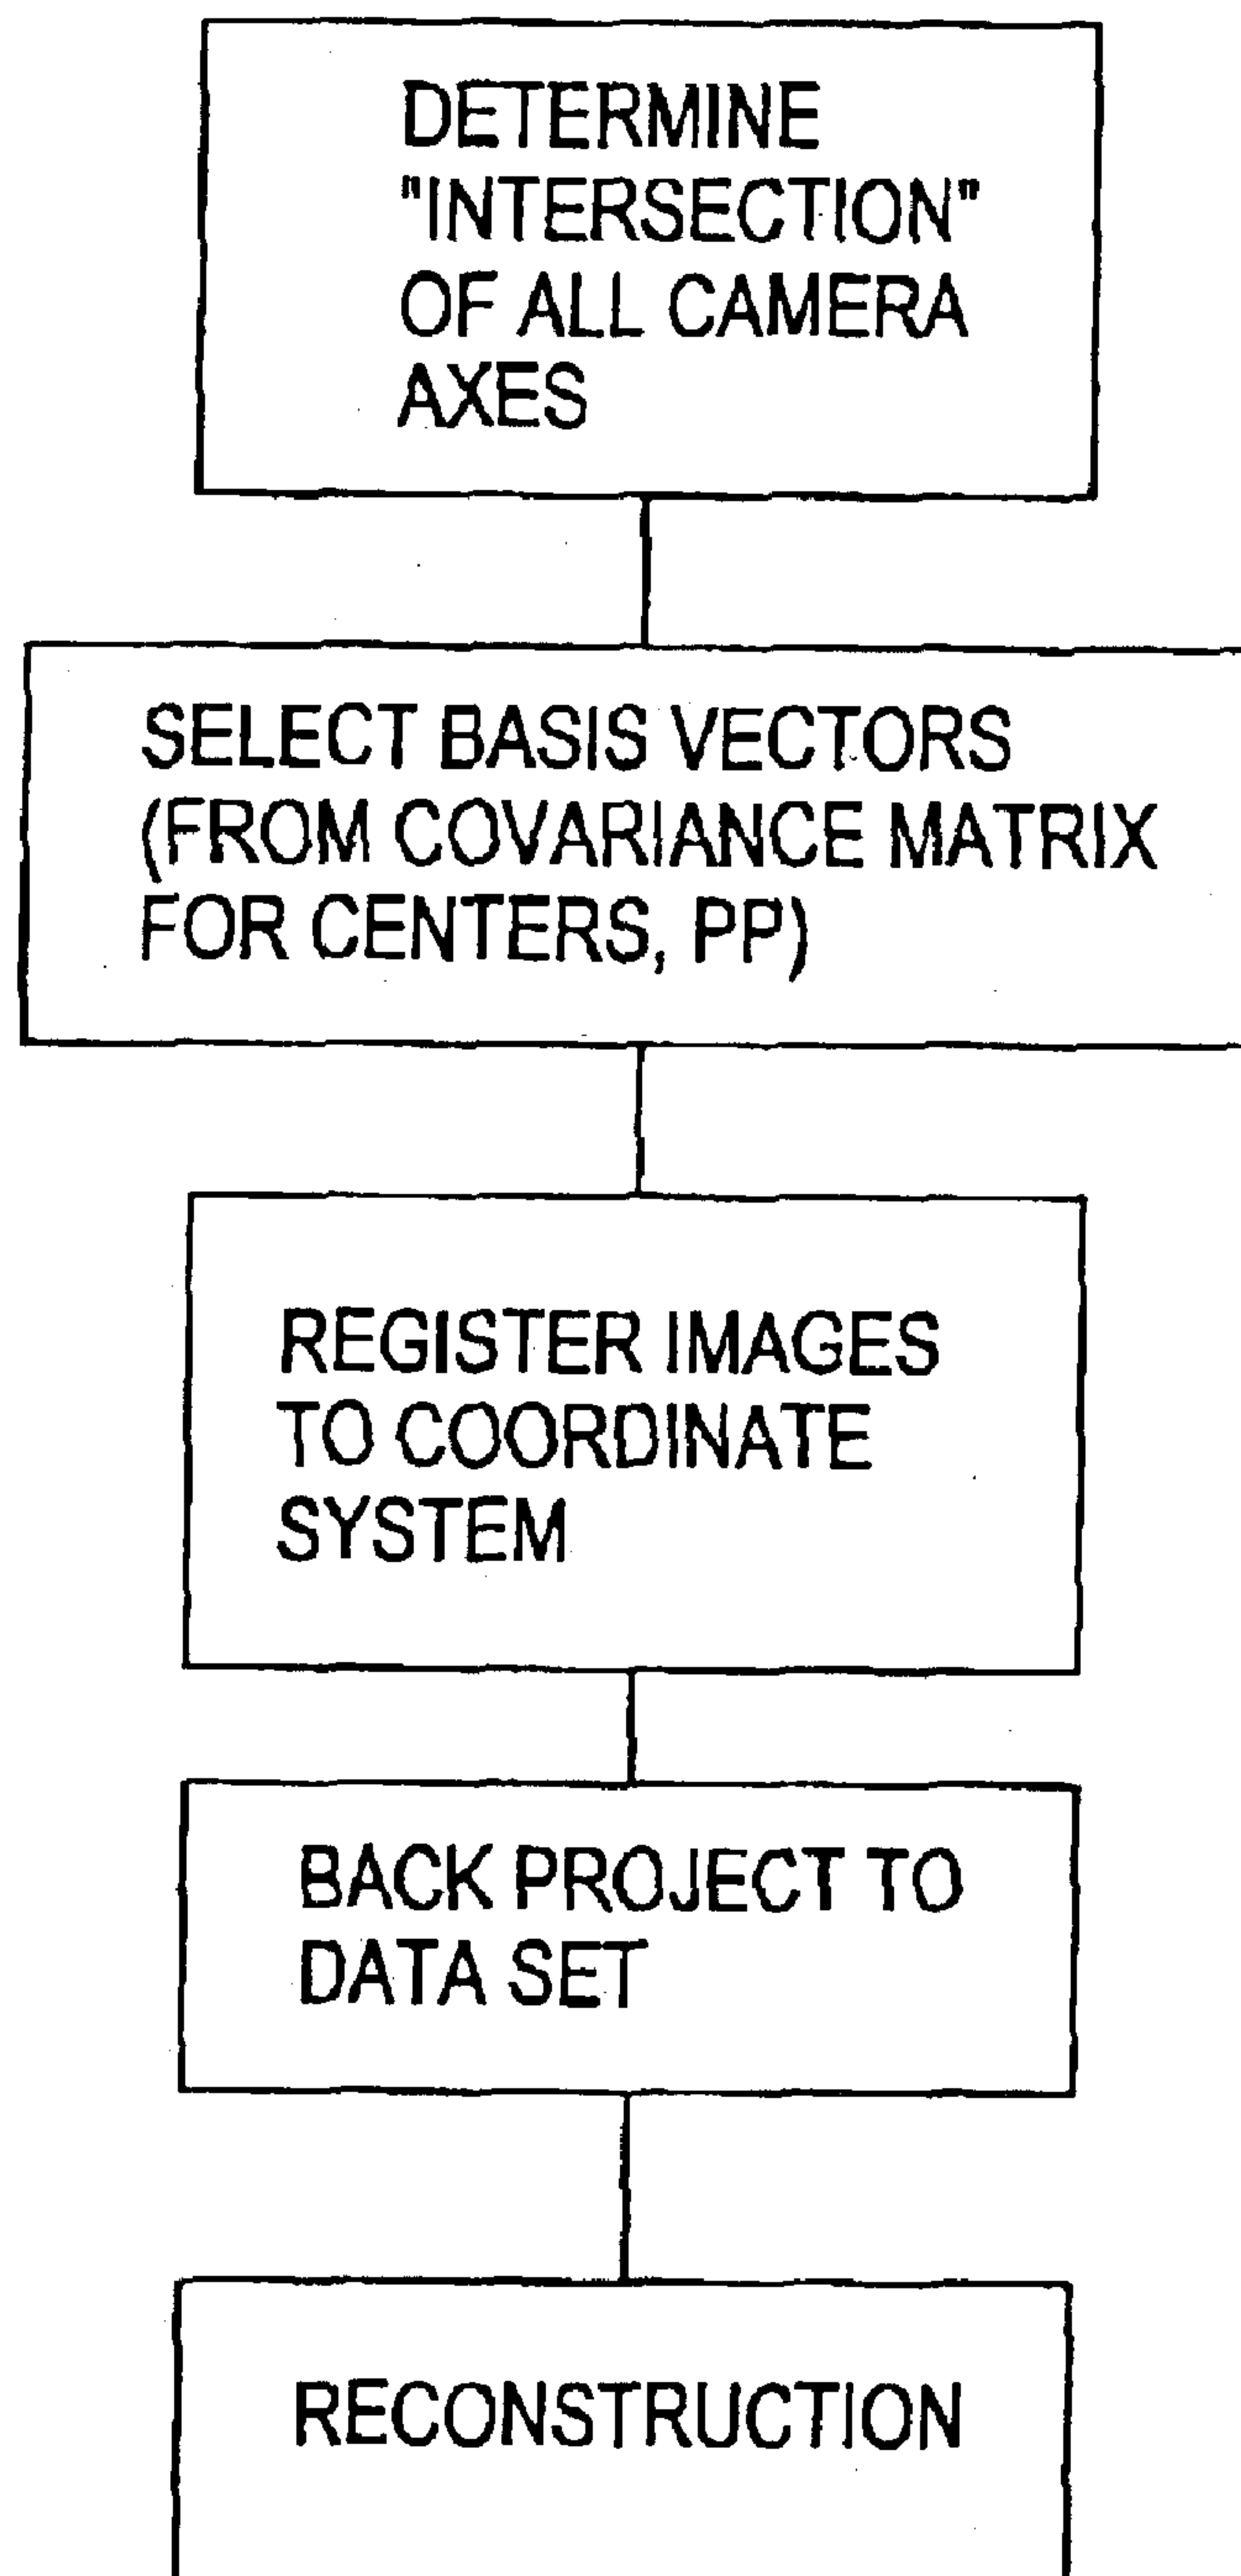 DETERMINE
"INTERSECTION"
OF ALL CAMERA
AXES
SELECT BASIS VECTORS
(FROM COVARIANCE MATRIX
FOR CENTERS, PP)
REGISTER IMAGES
TO COORDINATE
SYSTEM
BACK PROJECT TO
DATA SET
RECONSTRUCTION